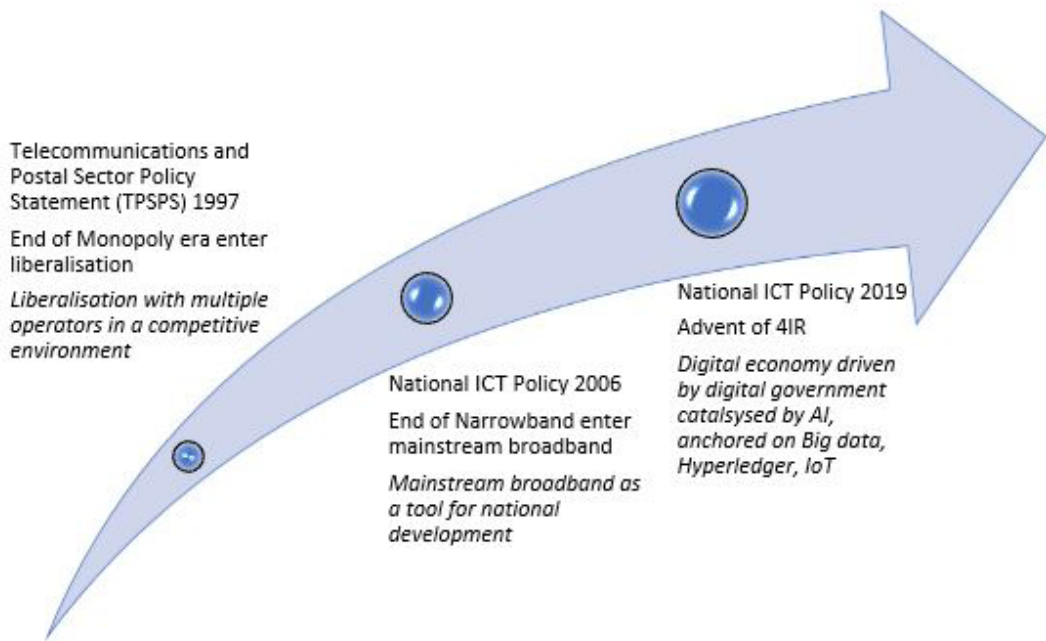 Telecommunications and
Postal Sector Policy
Statement (TPSPS) 1997
End of Monopoly era enter
liberalisation
Liberalisation with multiple
operators in a competitive
environment
National ICT Policy 2006
End of Narrowband enter
mainstream broadband
Mainstream broadband as
a tool for national
development
National ICT Policy 2019
Advent of 4IR
Digital economy driven
by digital government
catalsysed by AI,
anchored on Big data,
Hyperledger, IoT